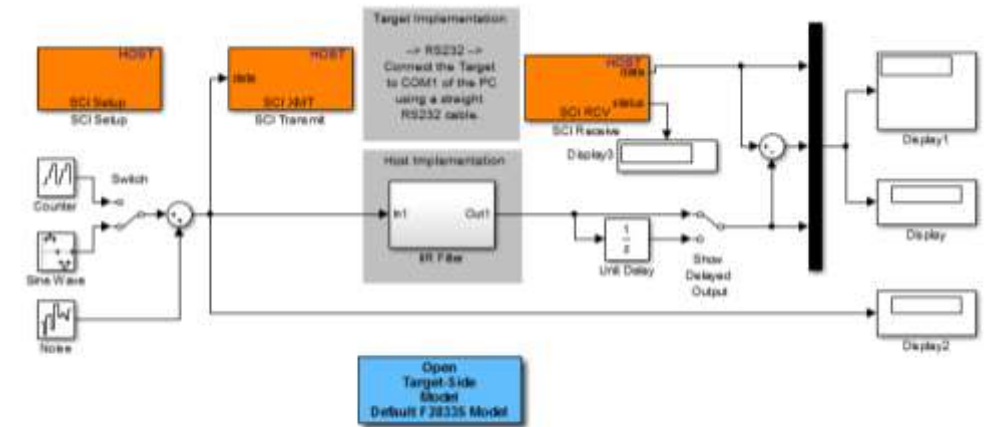 Target Implementation
--> RS232 -->
Connect the Target
to COM1 of the PC
using a straight
RS232 cable.
HOST
SCI Setup
SCI Setup
HOST
data
SCI XMT
SCI Transmit
HOST
data
status
SCI RCV
SCI Receive
Display3
Display1
Host Implementation
In1
Out1
IIR Filter
Switch
Counter
Sine Wave
Noise
1
z
Unit Delay
Show
Delayed
Output
Display
Display2
Open
Target-Side
Model
Default F28335 Model